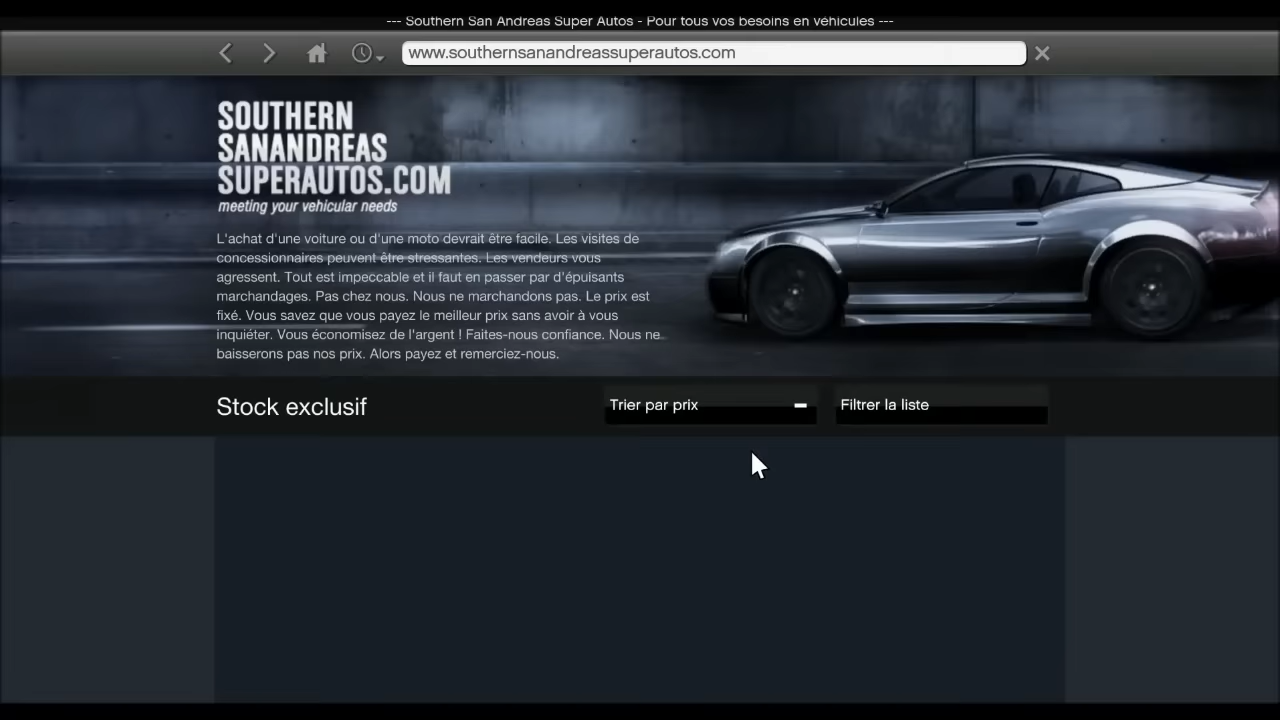 --- Southern San Andreas Super Autos - Pour tous vos besoins en véhicules ---
www.southernsanandreassuperautos.com
SOUTHERN
SANANDREAS
SUPERAUTOS.COM
meeting your vehicular needs
L'achat d'une voiture ou d'une moto devrait être facile. Les visites de
concessionnaires peuvent être stressantes. Les vendeurs vous
agressent. Tout est impeccable et il faut en passer par d'épuisants
marchandages. Pas chez nous. Nous ne marchandons pas. Le prix est
fixé. Vous savez que vous payez le meilleur prix sans avoir à vous
inquiéter. Vous économisez de l'argent ! Faites-nous confiance. Nous ne
baisserons pas nos prix. Alors payez et remerciez-nous.
Stock exclusif
Trier par prix
Filtrer la liste